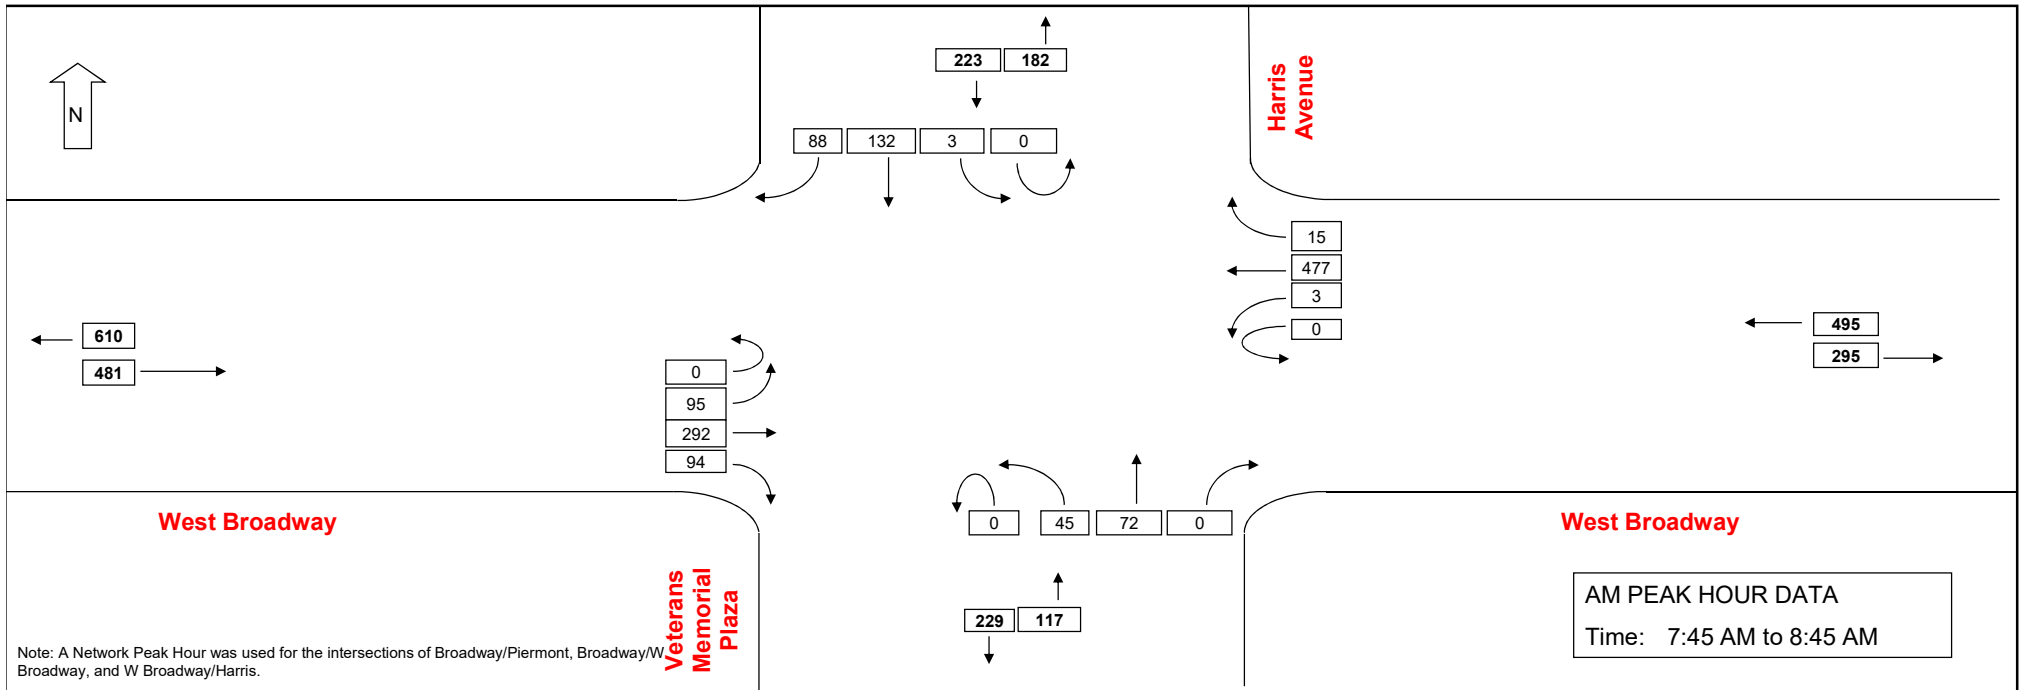 223 182
N
Harris
Avenue
88 132 3 0
15
477
3
0
610
481
495
295
0
95
292
94
0 45 72 0
West Broadway
West Broadway
Veterans
Memorial
Plaza
229 117
AM PEAK HOUR DATA
Time: 7:45 AM to 8:45 AM
Note: A Network Peak Hour was used for the intersections of Broadway/Piermont, Broadway/W
Broadway, and W Broadway/Harris.